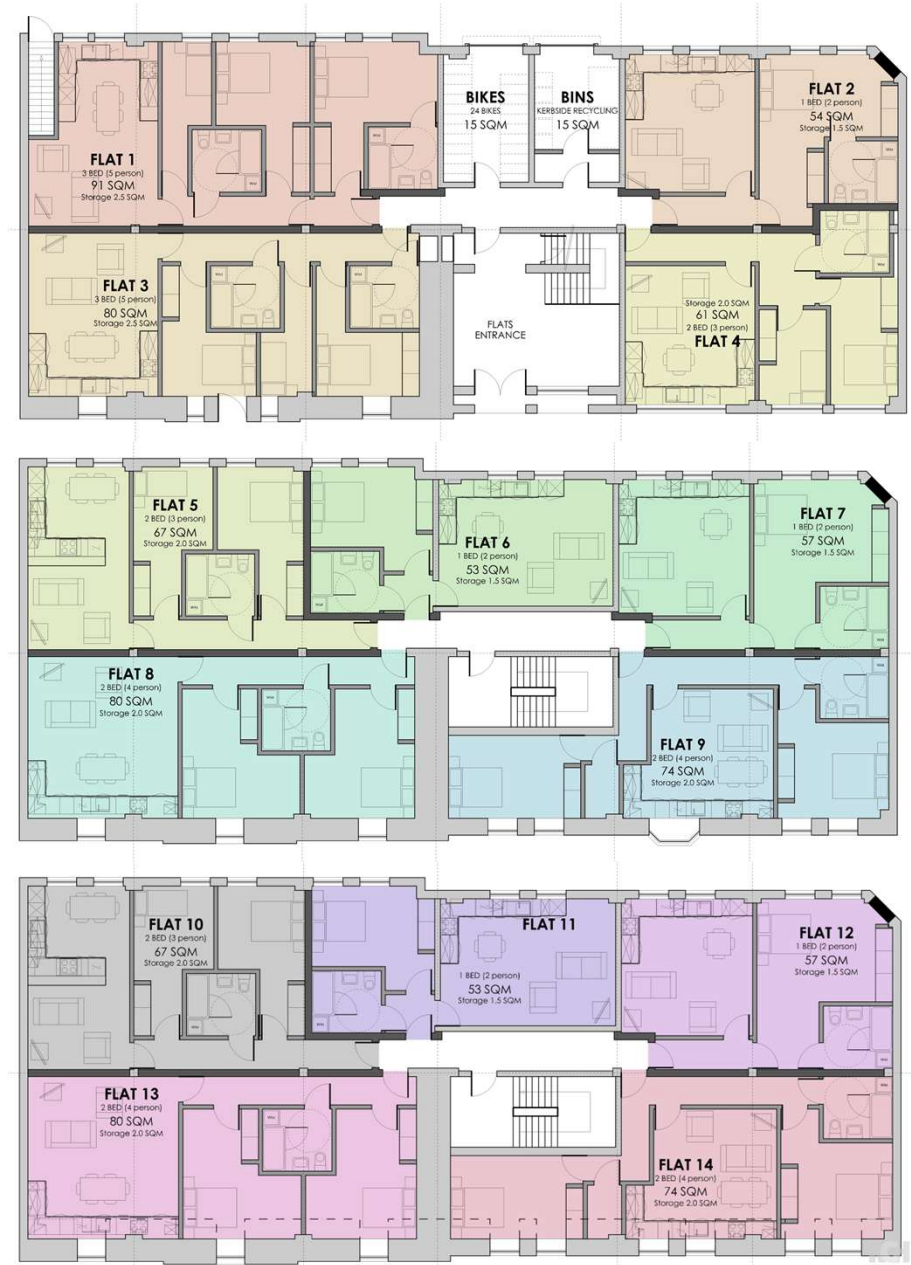 BIKES
24 BIKES
15 SQM
BINS
KERBSIDE RECYCLING
15 SQM
FLAT 2
1 BED (2 person)
54 SQM
Storage 1.5 SQM
FLAT 1
3 BED (5 person)
91 SQM
Storage 2.5 SQM
FLAT 3
3 BED (5 person)
80 SQM
Storage 2.5 SQM
FLATS
ENTRANCE
Storage 2.0 SQM
61 SQM
2 BED (3 person)
FLAT 4
FLAT 5
2 BED (3 person)
67 SQM
Storage 2.0 SQM
FLAT 6
1 BED (2 person)
53 SQM
Storage 1.5 SQM
FLAT 7
1 BED (2 person)
57 SQM
Storage 1.5 SQM
FLAT 8
2 BED (4 person)
80 SQM
Storage 2.0 SQM
FLAT 9
2 BED (4 person)
74 SQM
Storage 2.0 SQM
FLAT 10
2 BED (3 person)
67 SQM
Storage 2.0 SQM
FLAT 11
1 BED (2 person)
53 SQM
Storage 1.5 SQM
FLAT 12
1 BED (2 person)
57 SQM
Storage 1.5 SQM
FLAT 13
2 BED (4 person)
80 SQM
Storage 2.0 SQM
FLAT 14
2 BED (4 person)
74 SQM
Storage 2.0 SQM